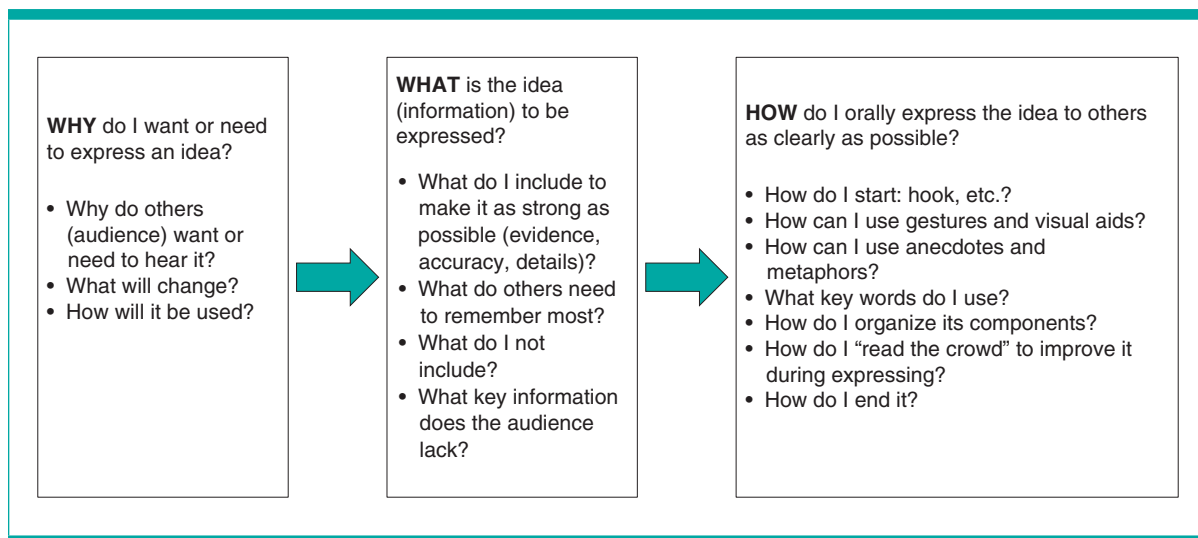 WHY do I want or need
to express an idea?
• Why do others
(audience) want or
need to hear it?
• What will change?
• How will it be used?
WHAT is the idea
(information) to be
expressed?
• What do I include to
make it as strong as
possible (evidence,
accuracy, details)?
• What do others need
to remember most?
• What do I not
include?
• What key information
does the audience
lack?
HOW do I orally express the idea to others
as clearly as possible?
• How do I start: hook, etc.?
• How can I use gestures and visual aids?
• How can I use anecdotes and
metaphors?
• What key words do I use?
• How do I organize its components?
• How do I “read the crowd” to improve it
during expressing?
• How do I end it?